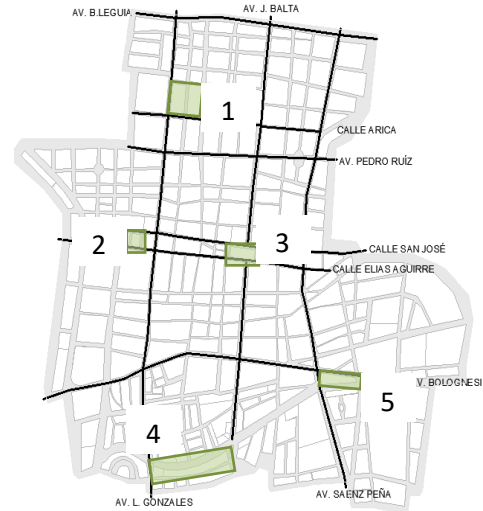 AV. B.LEGUIA
AV. J. BALTA
1
CALLE ARICA
AV. PEDRO RUÍZ
2
3
CALLE SAN JOSÉ
CALLE ELIAS AGUIRRE
V. BOLOGNESI
5
4
AV. L. GONZALES
AV. SAENZ PEÑA